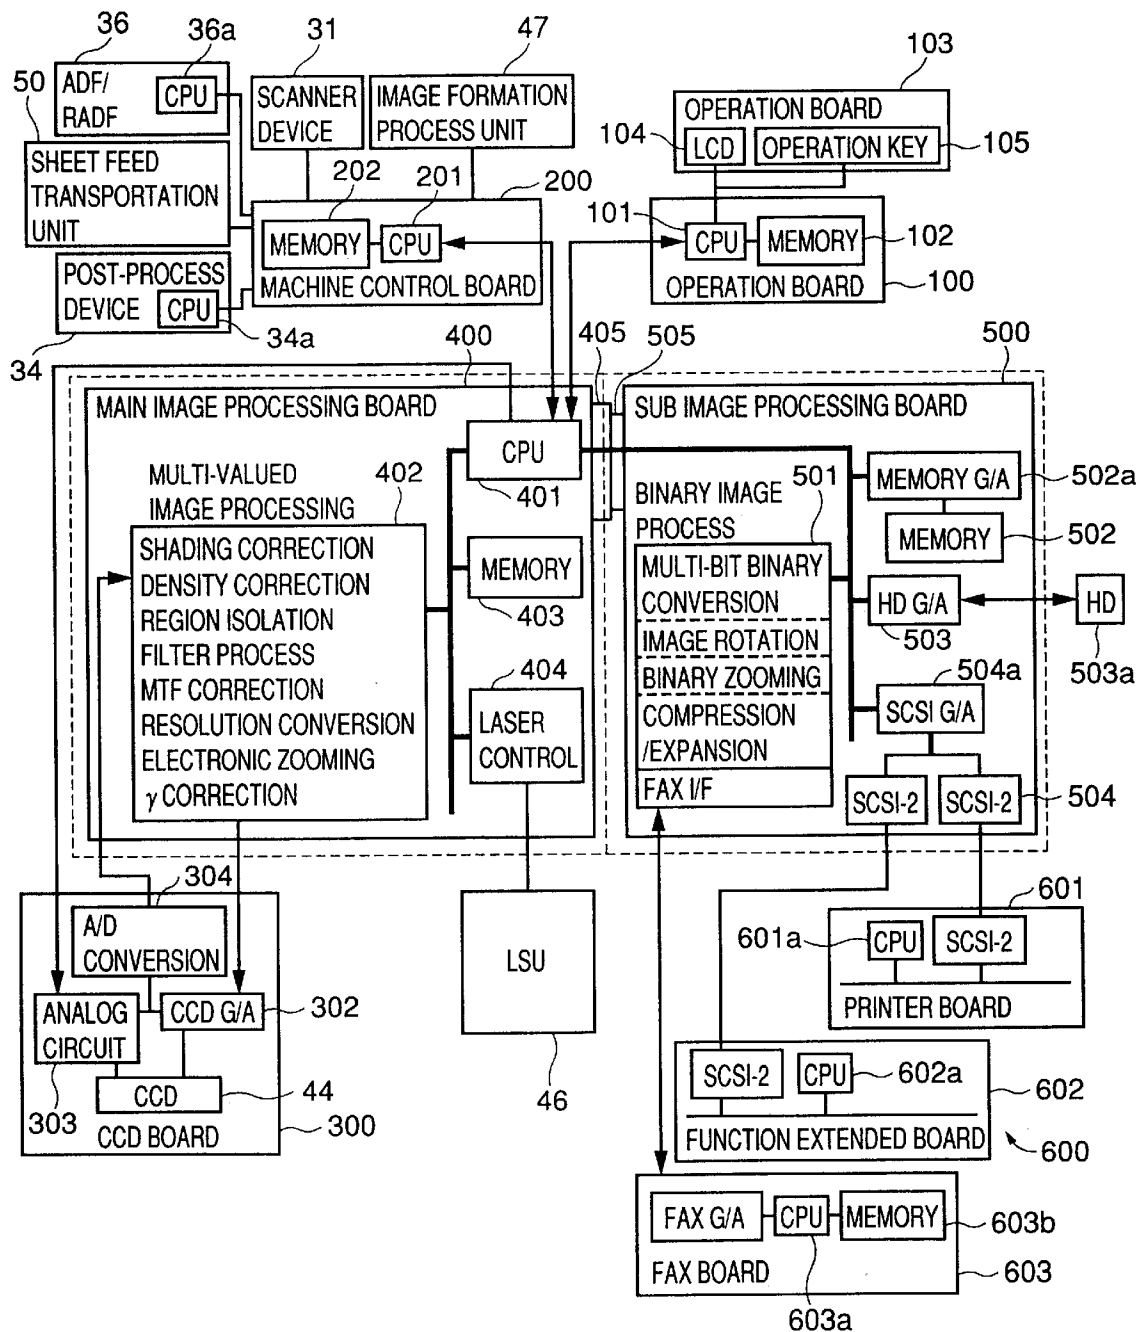 36
36a
31
47
103
50
ADF/
RADF
CPU
SCANNER
DEVICE
IMAGE FORMATION
PROCESS UNIT
OPERATION BOARD
104
LCD
OPERATION KEY
105
SHEET FEED
TRANSPORTATION
UNIT
202
201
200
MEMORY
CPU
MACHINE CONTROL BOARD
101
CPU
MEMORY
102
OPERATION BOARD
100
POST-PROCESS
DEVICE
CPU
34a
34
400
405
505
500
MAIN IMAGE PROCESSING BOARD
SUB IMAGE PROCESSING BOARD
CPU
401
MULTI-VALUED
IMAGE PROCESSING
402
SHADING CORRECTION
DENSITY CORRECTION
REGION ISOLATION
FILTER PROCESS
MTF CORRECTION
RESOLUTION CONVERSION
ELECTRONIC ZOOMING
γ CORRECTION
MEMORY
403
404
LASER
CONTROL
BINARY IMAGE
PROCESS
501
MULTI-BIT BINARY
CONVERSION
IMAGE ROTATION
BINARY ZOOMING
COMPRESSION
/EXPANSION
FAX I/F
MEMORY G/A
502a
MEMORY
502
HD G/A
503
HD
503a
504a
SCSI G/A
SCSI-2
SCSI-2
504
304
A/D
CONVERSION
ANALOG
CIRCUIT
CCD G/A
302
CCD
44
303
CCD BOARD
300
LSU
46
601
601a
CPU
SCSI-2
PRINTER BOARD
SCSI-2
CPU
602a
602
FUNCTION EXTENDED BOARD
600
FAX G/A
CPU
MEMORY
603b
FAX BOARD
603
603a